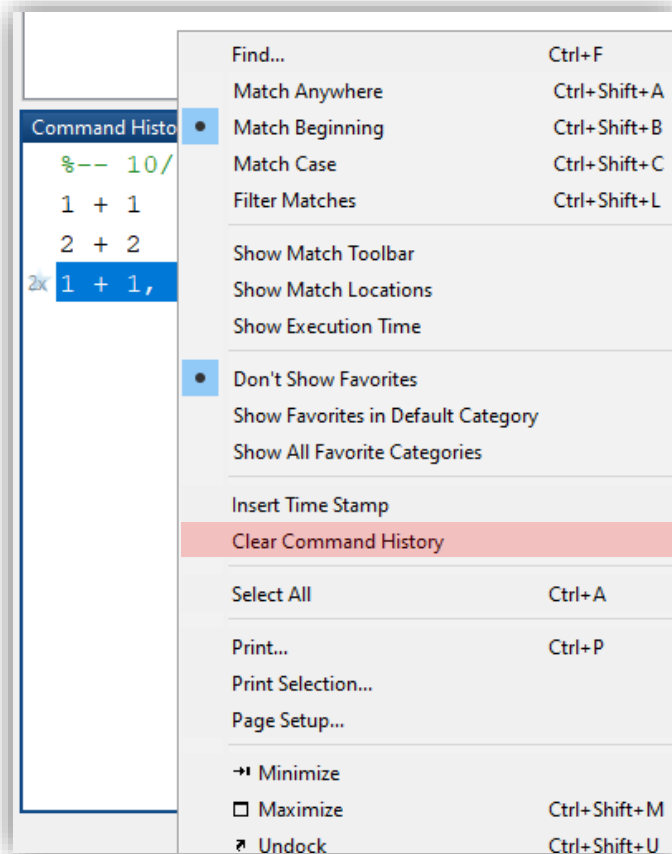 Find... Ctrl+F
Match Anywhere Ctrl+Shift+A
Command Histo
Match Beginning Ctrl+Shift+B
%-- 10/
Match Case Ctrl+Shift+C
1 + 1
Filter Matches Ctrl+Shift+L
2 + 2
Show Match Toolbar
2x 1 + 1,
Show Match Locations
Show Execution Time
Don't Show Favorites
Show Favorites in Default Category
Show All Favorite Categories
Insert Time Stamp
Clear Command History
Select All Ctrl+A
Print... Ctrl+P
Print Selection...
Page Setup...
Minimize
Maximize Ctrl+Shift+M
Undock Ctrl+Shift+U